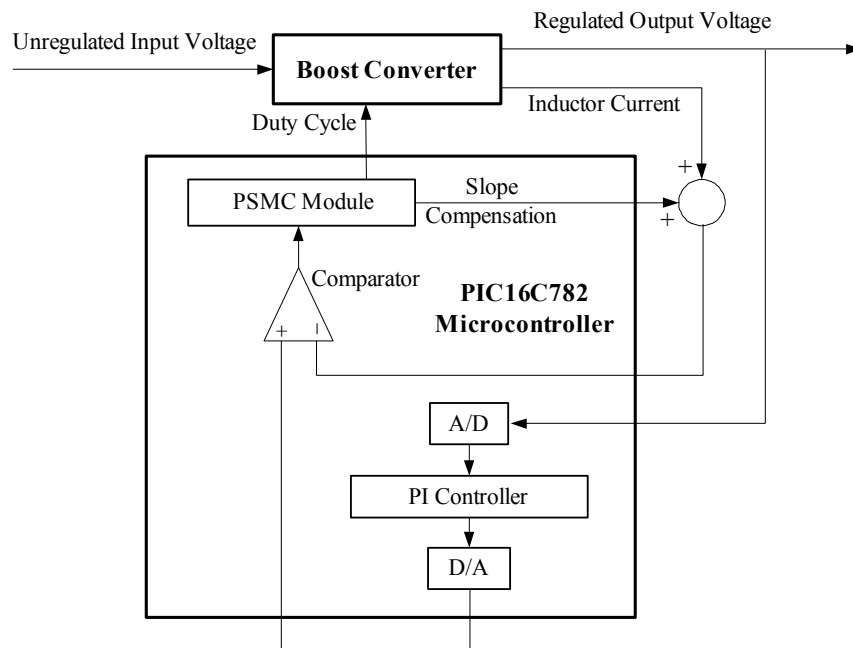 Regulated Output Voltage
Unregulated Input Voltage
Boost Converter
Inductor Current
Duty Cycle
+
PSMC Module
Slope
Compensation
+
Comparator
PIC16C782
Microcontroller
+ −
A/D
PI Controller
D/A